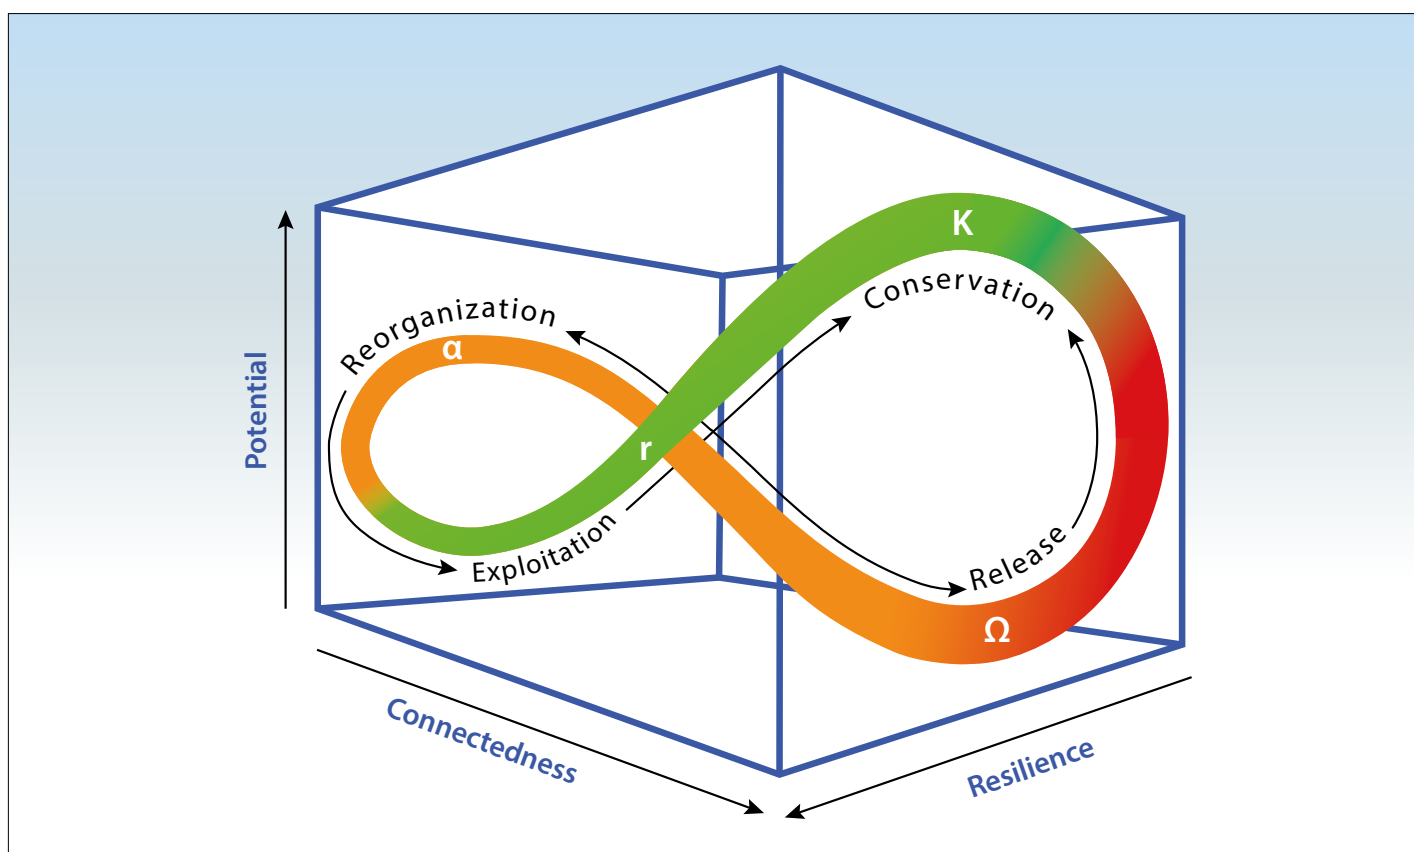 K
Conservation
Reorganization
α
Potential
r
Exploitation
Release
Ω
Connectedness
Resilience